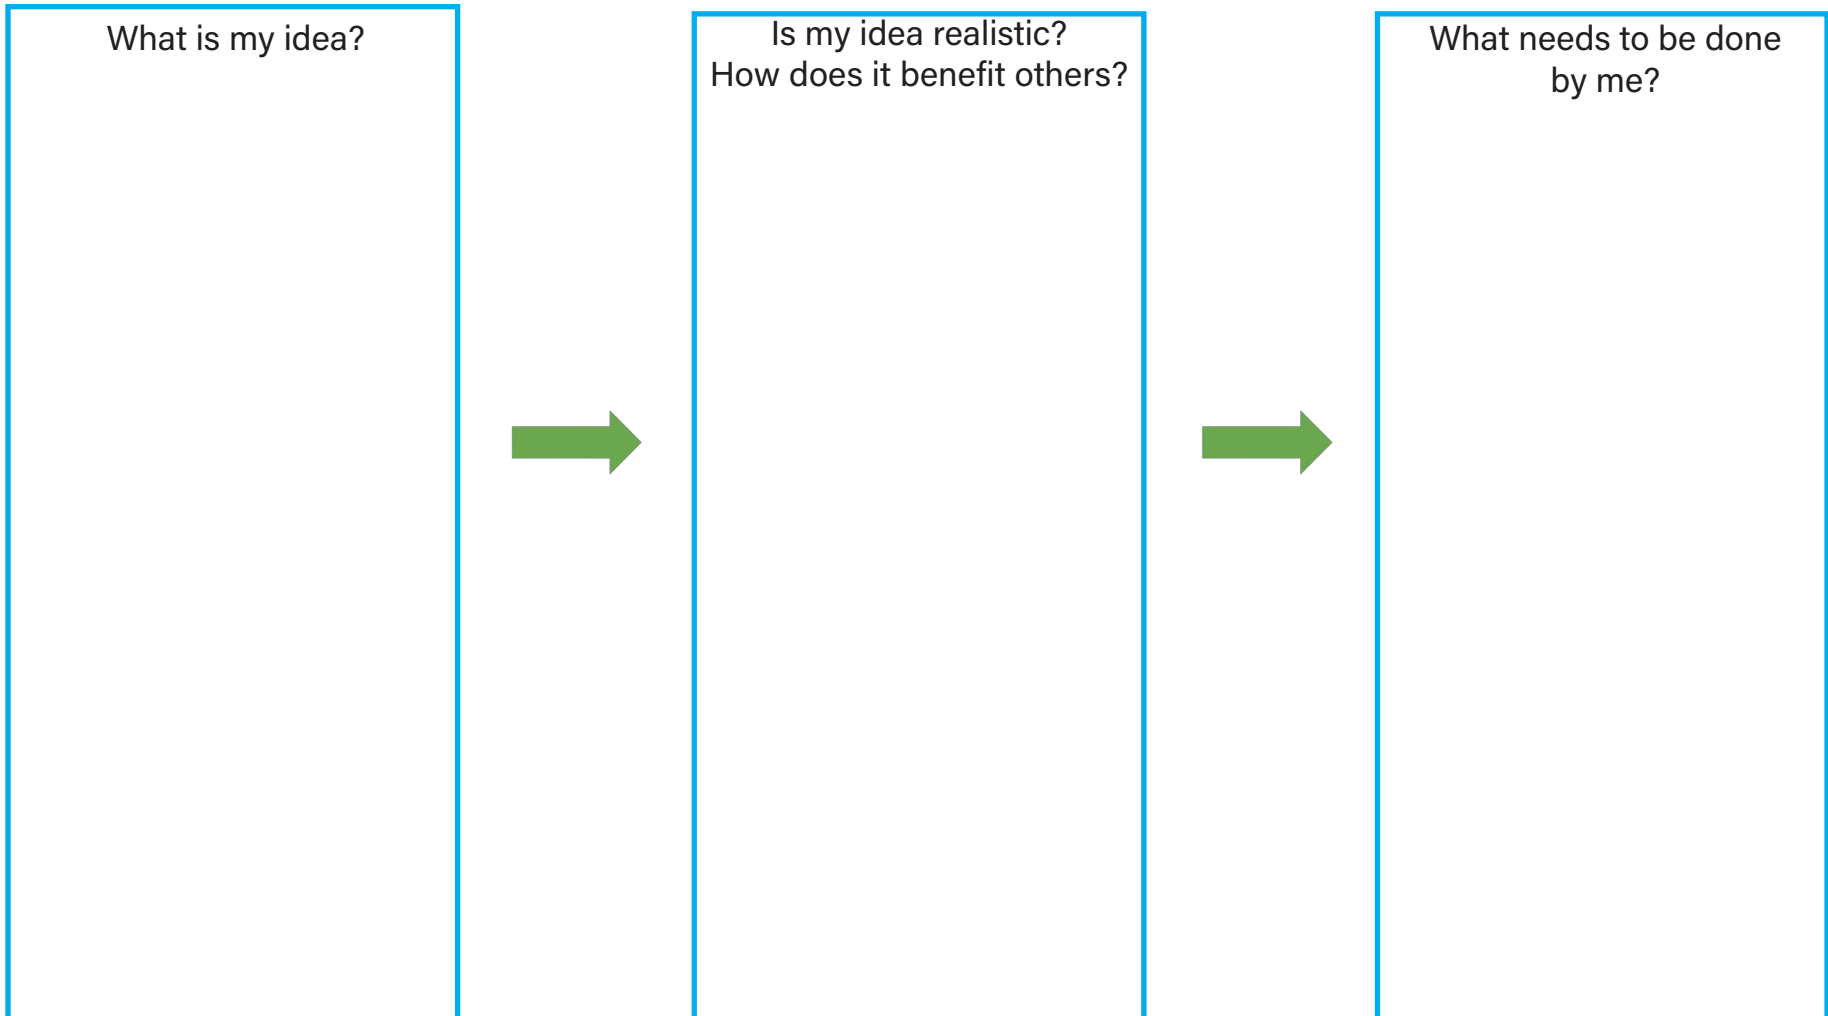 What is my idea?
Is my idea realistic?
How does it benefit others?
What needs to be done
by me?